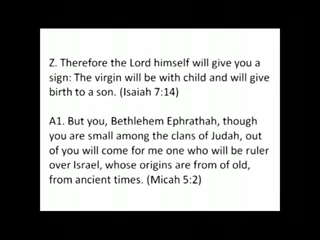 Z. Therefore the Lord himself will give you a
sign: The virgin will be with child and will give
birth to a son. (Isaiah 7:14)
A1. But you, Bethlehem Ephrathah, though
you are small among the clans of Judah, out
of you will come for me one who will be ruler
over Israel, whose origins are from of old,
from ancient times. (Micah 5:2)